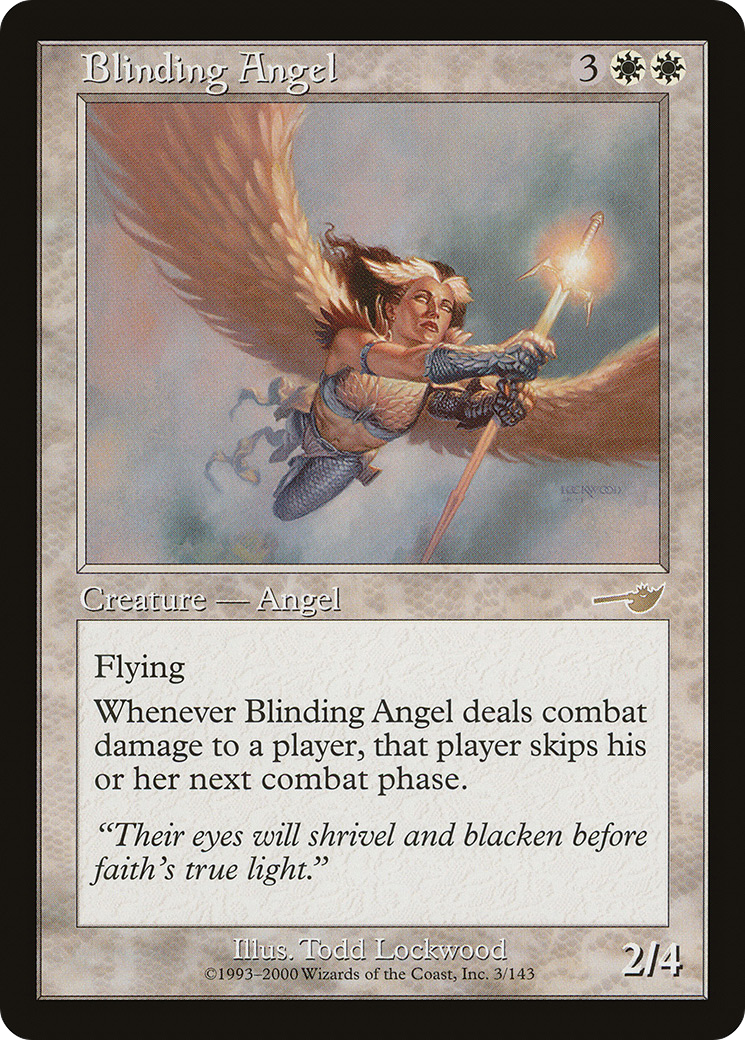 Blinding Angel 3
LOCKWOOD
Creature — Angel
Flying
Whenever Blinding Angel deals combat
damage to a player, that player skips his
or her next combat phase.
“Their eyes will shrivel and blacken before
faith’s true light.”
Illus. Todd Lockwood
©1993–2000 Wizards of the Coast, Inc. 3/143
2/4